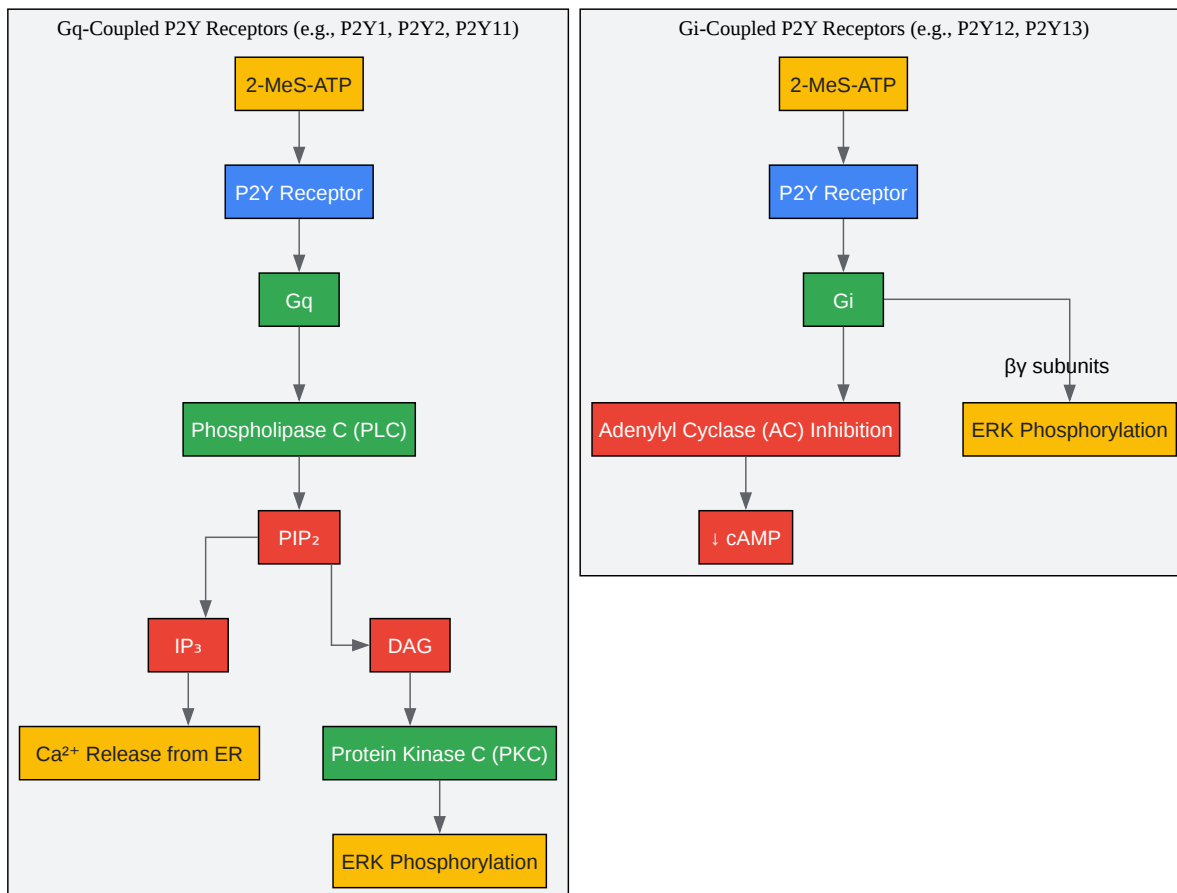 Gq-Coupled P2Y Receptors (e.g., P2Y1, P2Y2, P2Y11)
2-MeS-ATP
P2Y Receptor
Gq
Phospholipase C (PLC)
PIP₂
IP₃
DAG
Ca²⁺ Release from ER
Protein Kinase C (PKC)
ERK Phosphorylation
Gi-Coupled P2Y Receptors (e.g., P2Y12, P2Y13)
2-MeS-ATP
P2Y Receptor
Gi
βγ subunits
Adenylyl Cyclase (AC) Inhibition
ERK Phosphorylation
↓ cAMP